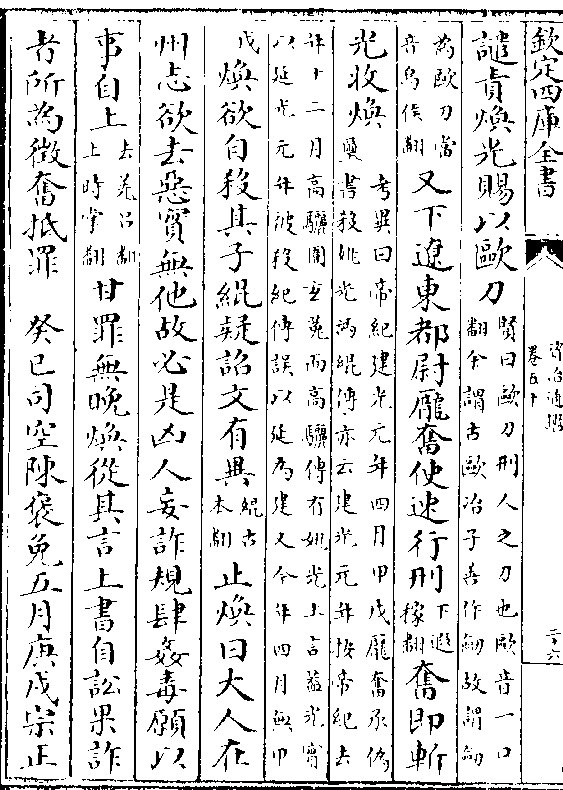 欽定四庫全書
資治通鑑
卷五十
二十六
譴責煥光賜以歐刀
賢曰歐刀刑人之刀也歐音一口
翻余謂古歐冶子善作劒故謂劒
為歐刀當
音烏侯翻
又下遼東都尉龎奮使速行刑
下遐
稼翻
奮即斬
光收煥
考異曰帝紀建光元年四月甲戌龎奮承偽
璽書殺姚光馮緄傳亦云建光元年按帝紀去
年十二月高驪圍玄菟而高驪傳有姚光上言蓋光實
以延光元年被殺紀傳誤以延為建又今年四月無甲
戌
煥欲自殺其子緄疑詔文有異
緄古
本翻
止煥曰大人在
州志欲去惡實無他故必是凶人妄詐規肆姦毒願以
事自上
去羌呂翻
上時掌翻
甘罪無晚煥從其言上書自訟果詐
者所為徵奮抵罪　癸巳司空陳褒免五月庚戌宗正